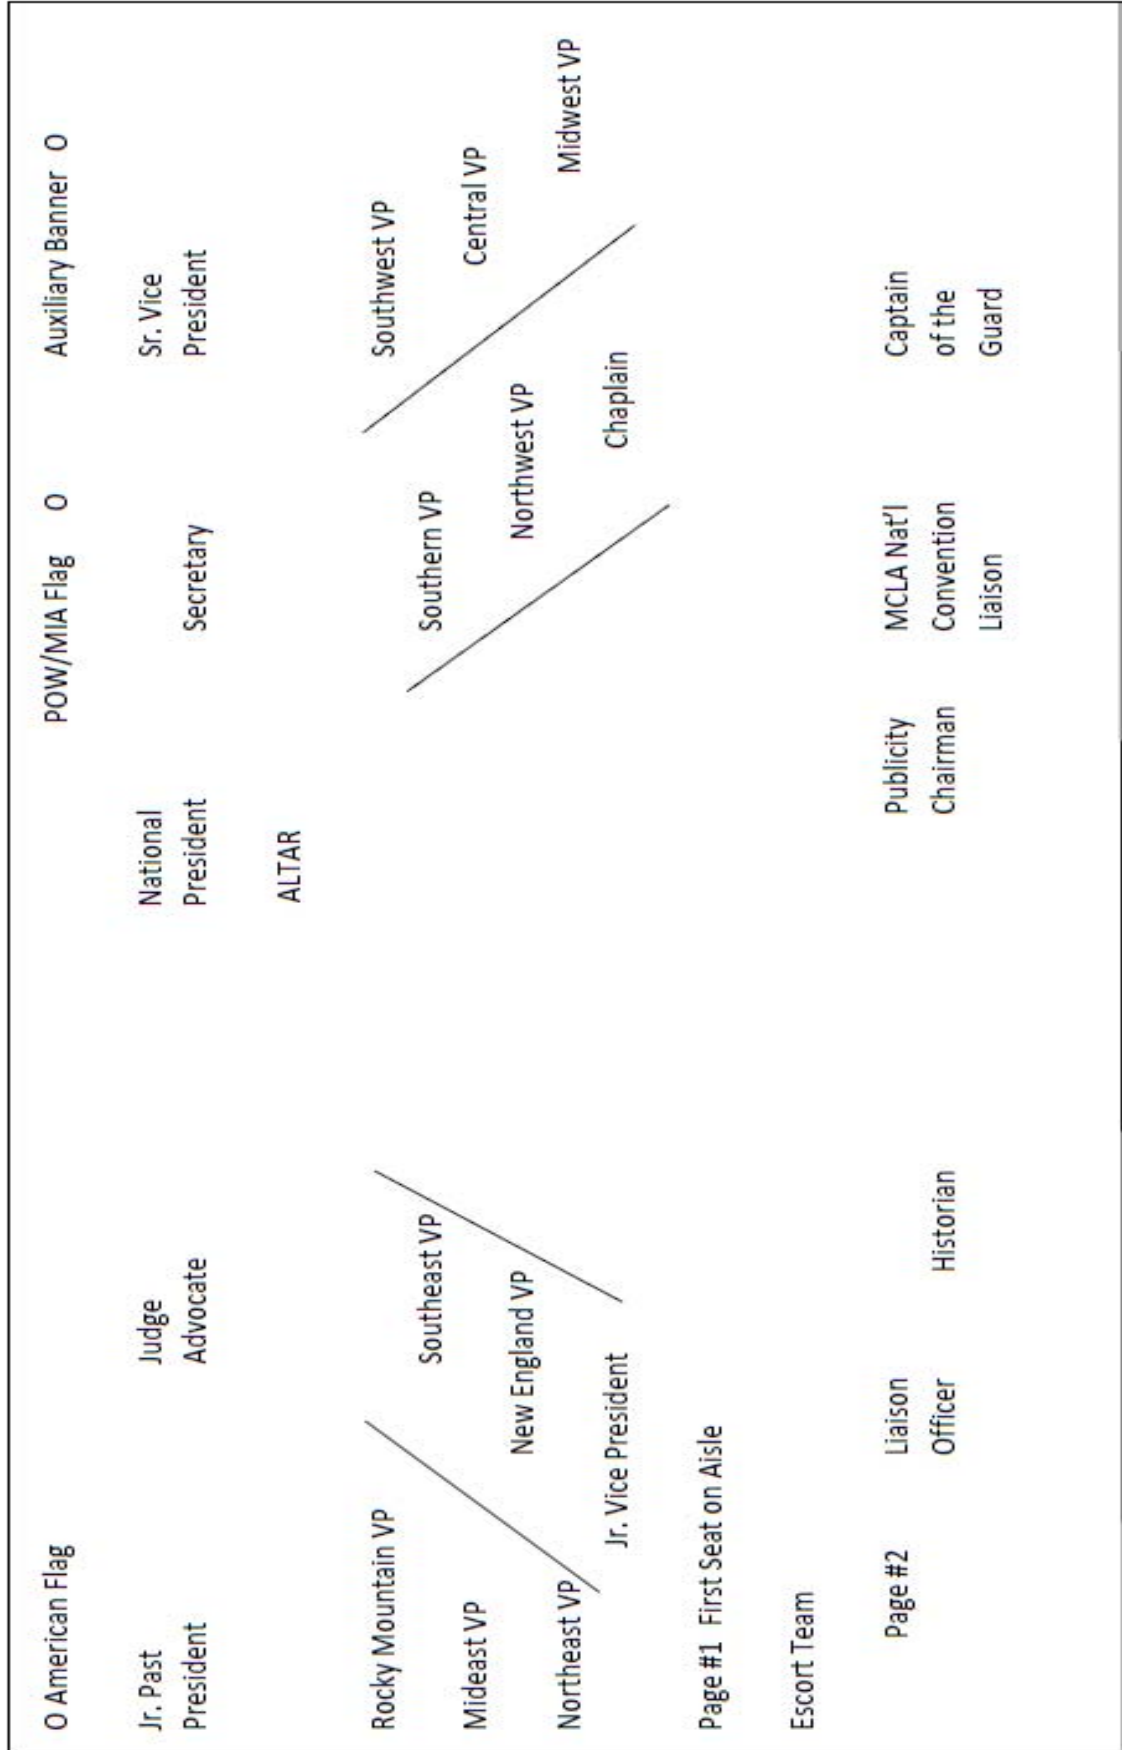 O American Flag
POW/MIA Flag O
Auxiliary Banner O
Jr. Past
President
Judge
Advocate
National
President
Secretary
Sr. Vice
President
ALTAR
Rocky Mountain VP
Southeast VP
Southern VP
Southwest VP
Mideast VP
New England VP
Northwest VP
Central VP
Northeast VP
Jr. Vice President
Chaplain
Midwest VP
Page #1 First Seat on Aisle
Escort Team
Page #2
Liaison
Officer
Historian
Publicity
Chairman
MCLA Nat'l
Convention
Liaison
Captain
of the
Guard